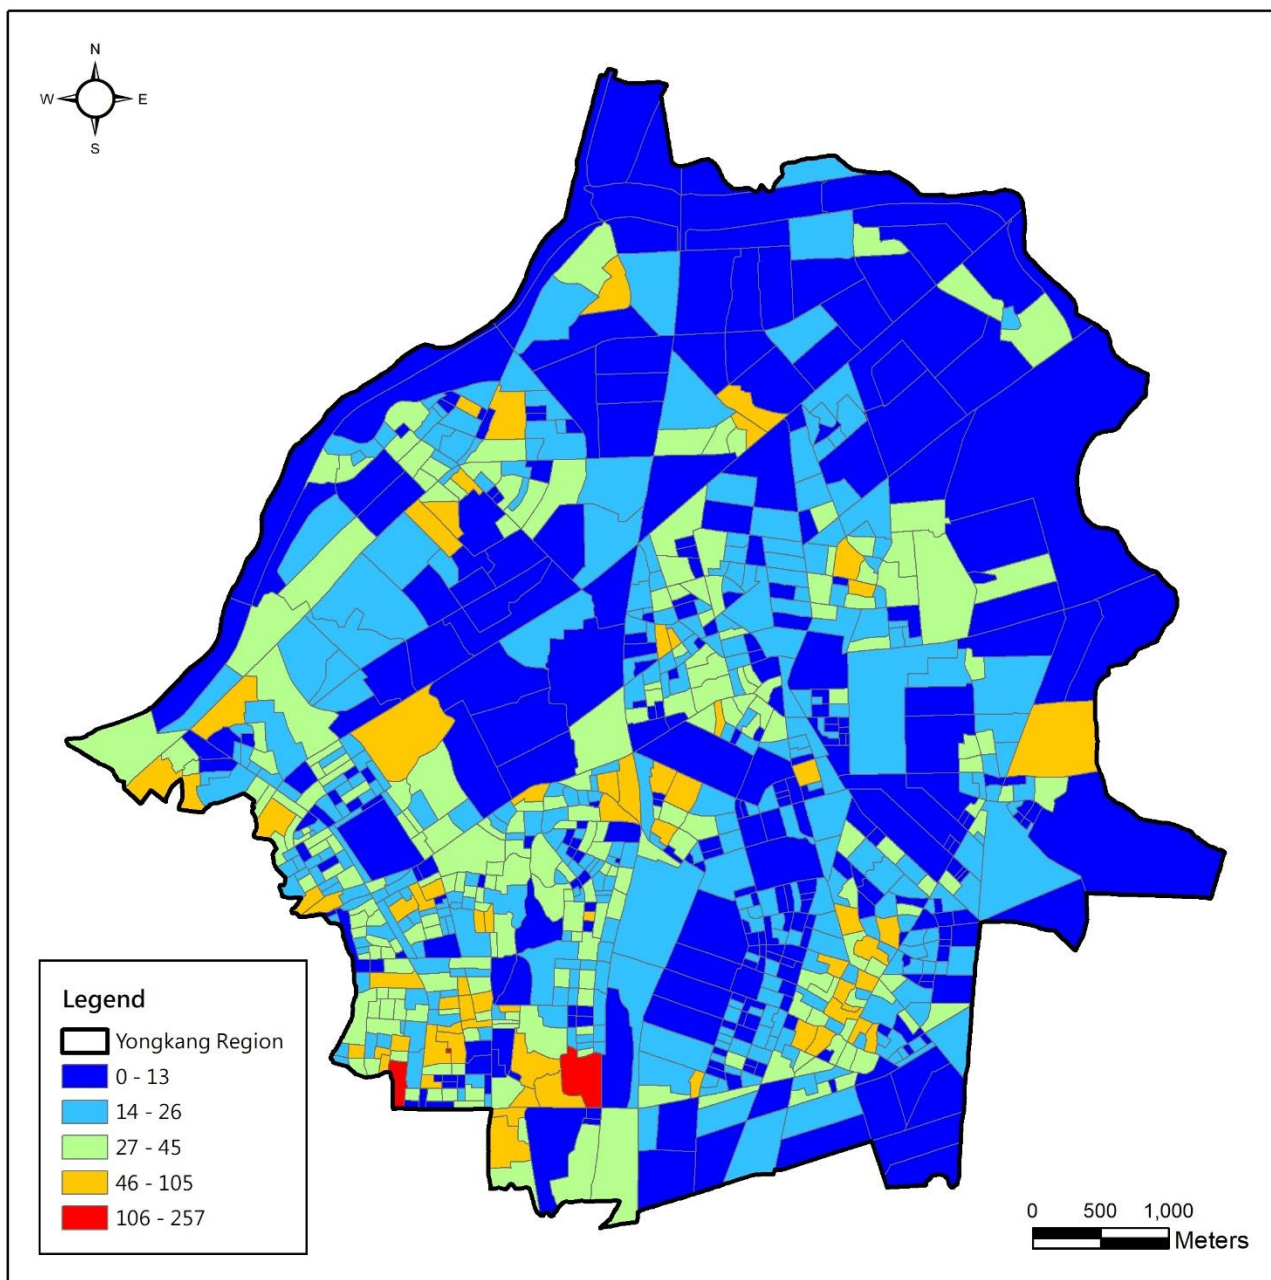 N
W E
S
Legend
Yongkang Region
0 - 13
14 - 26
27 - 45
46 - 105
106 - 257
0 500 1,000
Meters